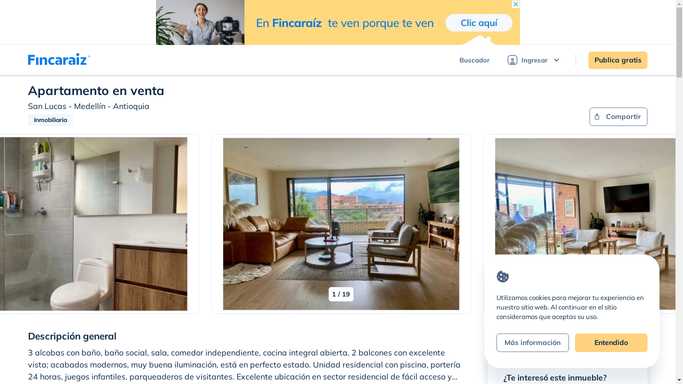 En Fincaraíz te ven porque te ven
Clic aquí
Fincaraiz
Buscador
Ingresar
Publica gratis
Apartamento en venta
San Lucas - Medellín - Antioquia
Inmobiliaria
Compartir
1 / 19
Utilizamos cookies para mejorar tu experiencia en
nuestro sitio web. Al continuar en el sitio
consideramos que aceptas su uso.
Más información
Entendido
Descripción general
3 alcobas con baño, baño social, sala, comedor independiente, cocina integral abierta, 2 balcones con excelente
vista; acabados modernos, muy buena iluminación, está en perfecto estado. Unidad residencial con piscina, portería
24 horas, juegos infantiles, parqueaderos de visitantes. Excelente ubicación en sector residencial de fácil acceso y...
¿Te interesó este inmueble?